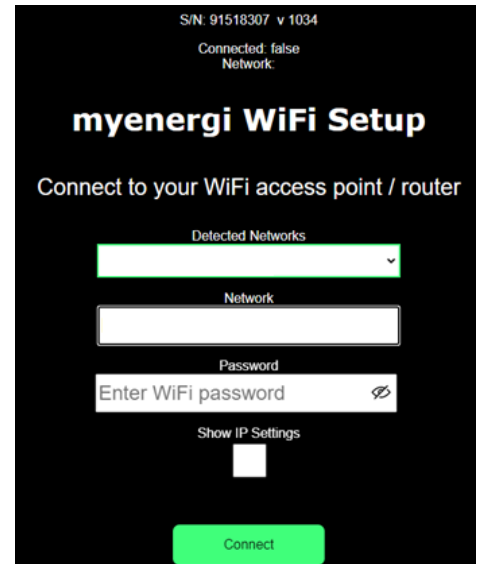 S/N: 91518307 v 1034
Connected: false
Network:
myenergi WiFi Setup
Connect to your WiFi access point / router
Detected Networks
Network
Password
Enter WiFi password
Show IP Settings
Connect